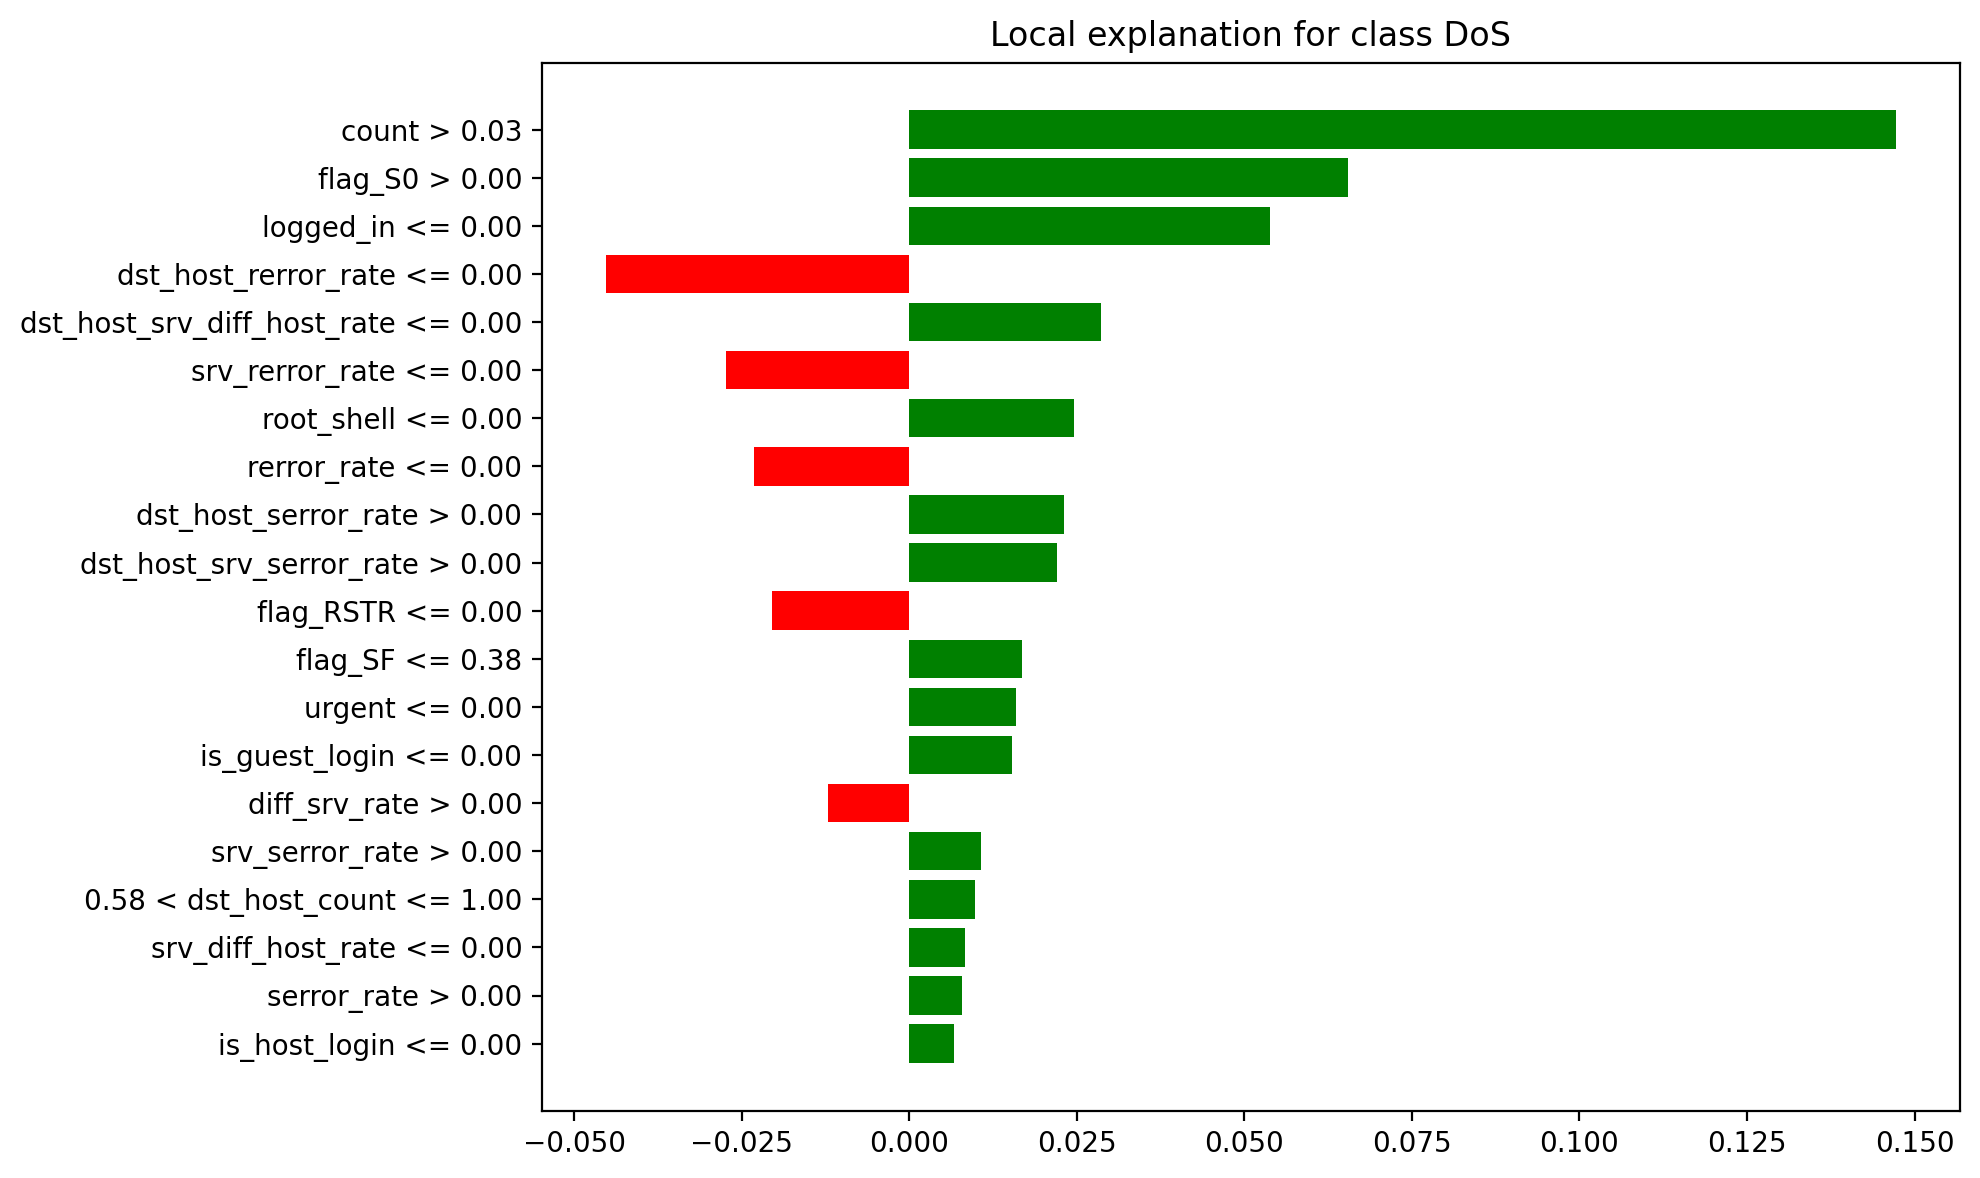 Local explanation for class DoS
count > 0.03
flag_S0 > 0.00
logged_in <= 0.00
dst_host_rerror_rate <= 0.00
dst_host_srv_diff_host_rate <= 0.00
srv_rerror_rate <= 0.00
root_shell <= 0.00
rerror_rate <= 0.00
dst_host_serror_rate > 0.00
dst_host_srv_serror_rate > 0.00
flag_RSTR <= 0.00
flag_SF <= 0.38
urgent <= 0.00
is_guest_login <= 0.00
diff_srv_rate > 0.00
srv_serror_rate > 0.00
0.58 < dst_host_count <= 1.00
srv_diff_host_rate <= 0.00
serror_rate > 0.00
is_host_login <= 0.00
−0.050 −0.025 0.000 0.025 0.050 0.075 0.100 0.125 0.150